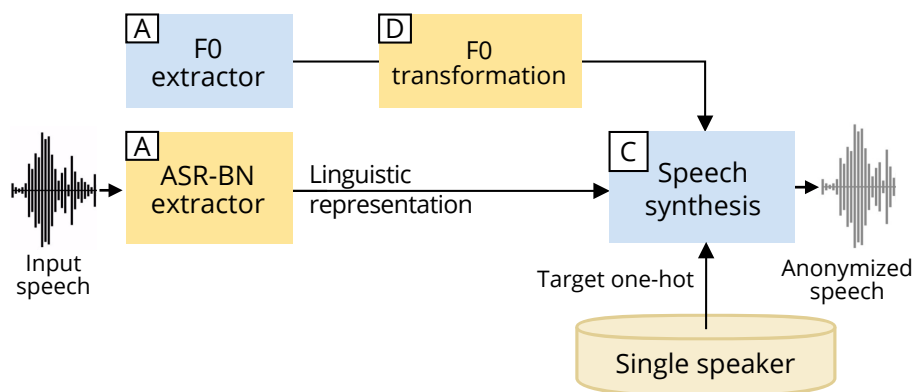 A
F0
extractor
D
F0
transformation
A
ASR-BN
extractor
Linguistic
representation
C
Speech
synthesis
Input
speech
Target one-hot
Anonymized
speech
Single speaker